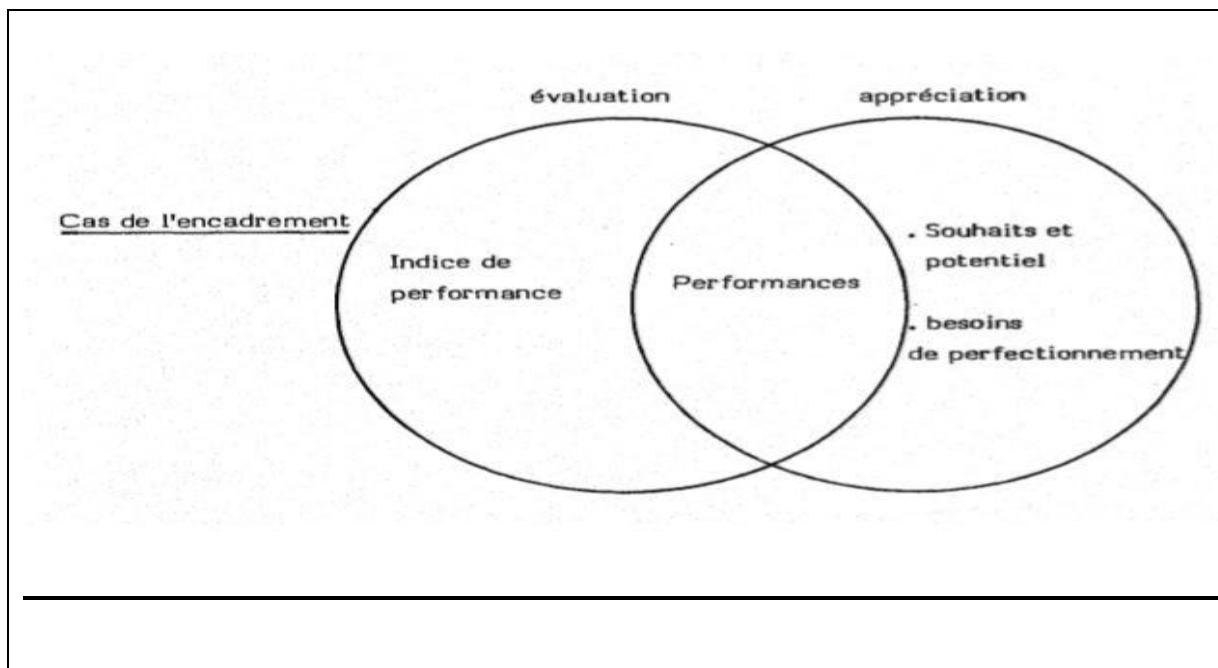 évaluation
appréciation
Cas de l'encadrement
Indice de
performance
Performances
. Souhaits et
potentiel
. besoins
de perfectionnement